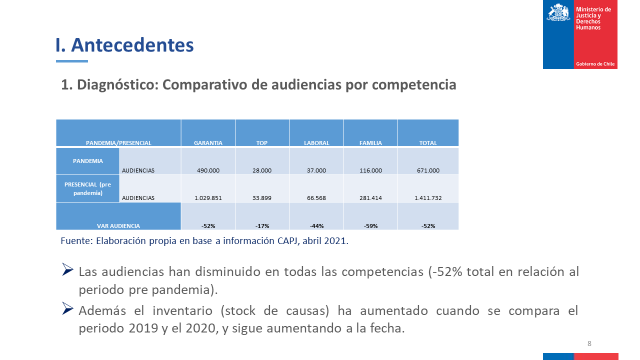 Ministerio de
Justicia y
Derechos
Humanos
Gobierno de Chile
I. Antecedentes
1. Diagnóstico: Comparativo de audiencias por competencia
PANDEMIA/PRESENCIAL GARANTIA TOP LABORAL FAMILIA TOTAL
PANDEMIA AUDIENCIAS 490.000 28.000 37.000 116.000 671.000
PRESENCIAL (pre
pandemia) AUDIENCIAS 1.029.851 33.899 66.568 281.414 1.411.732
VAR AUDIENCIA -52% -17% -44% -59% -52%
Fuente: Elaboración propia en base a información CAPJ, abril 2021.
Las audiencias han disminuido en todas las competencias (-52% total en relación al
periodo pre pandemia).
Además el inventario (stock de causas) ha aumentado cuando se compara el
periodo 2019 y el 2020, y sigue aumentando a la fecha.
8